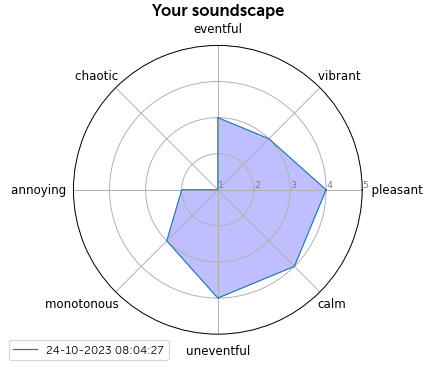 Your soundscape
eventful
chaotic
vibrant
annoying
1 2 3 4 5
pleasant
monotonous
calm
uneventful
24-10-2023 08:04:27